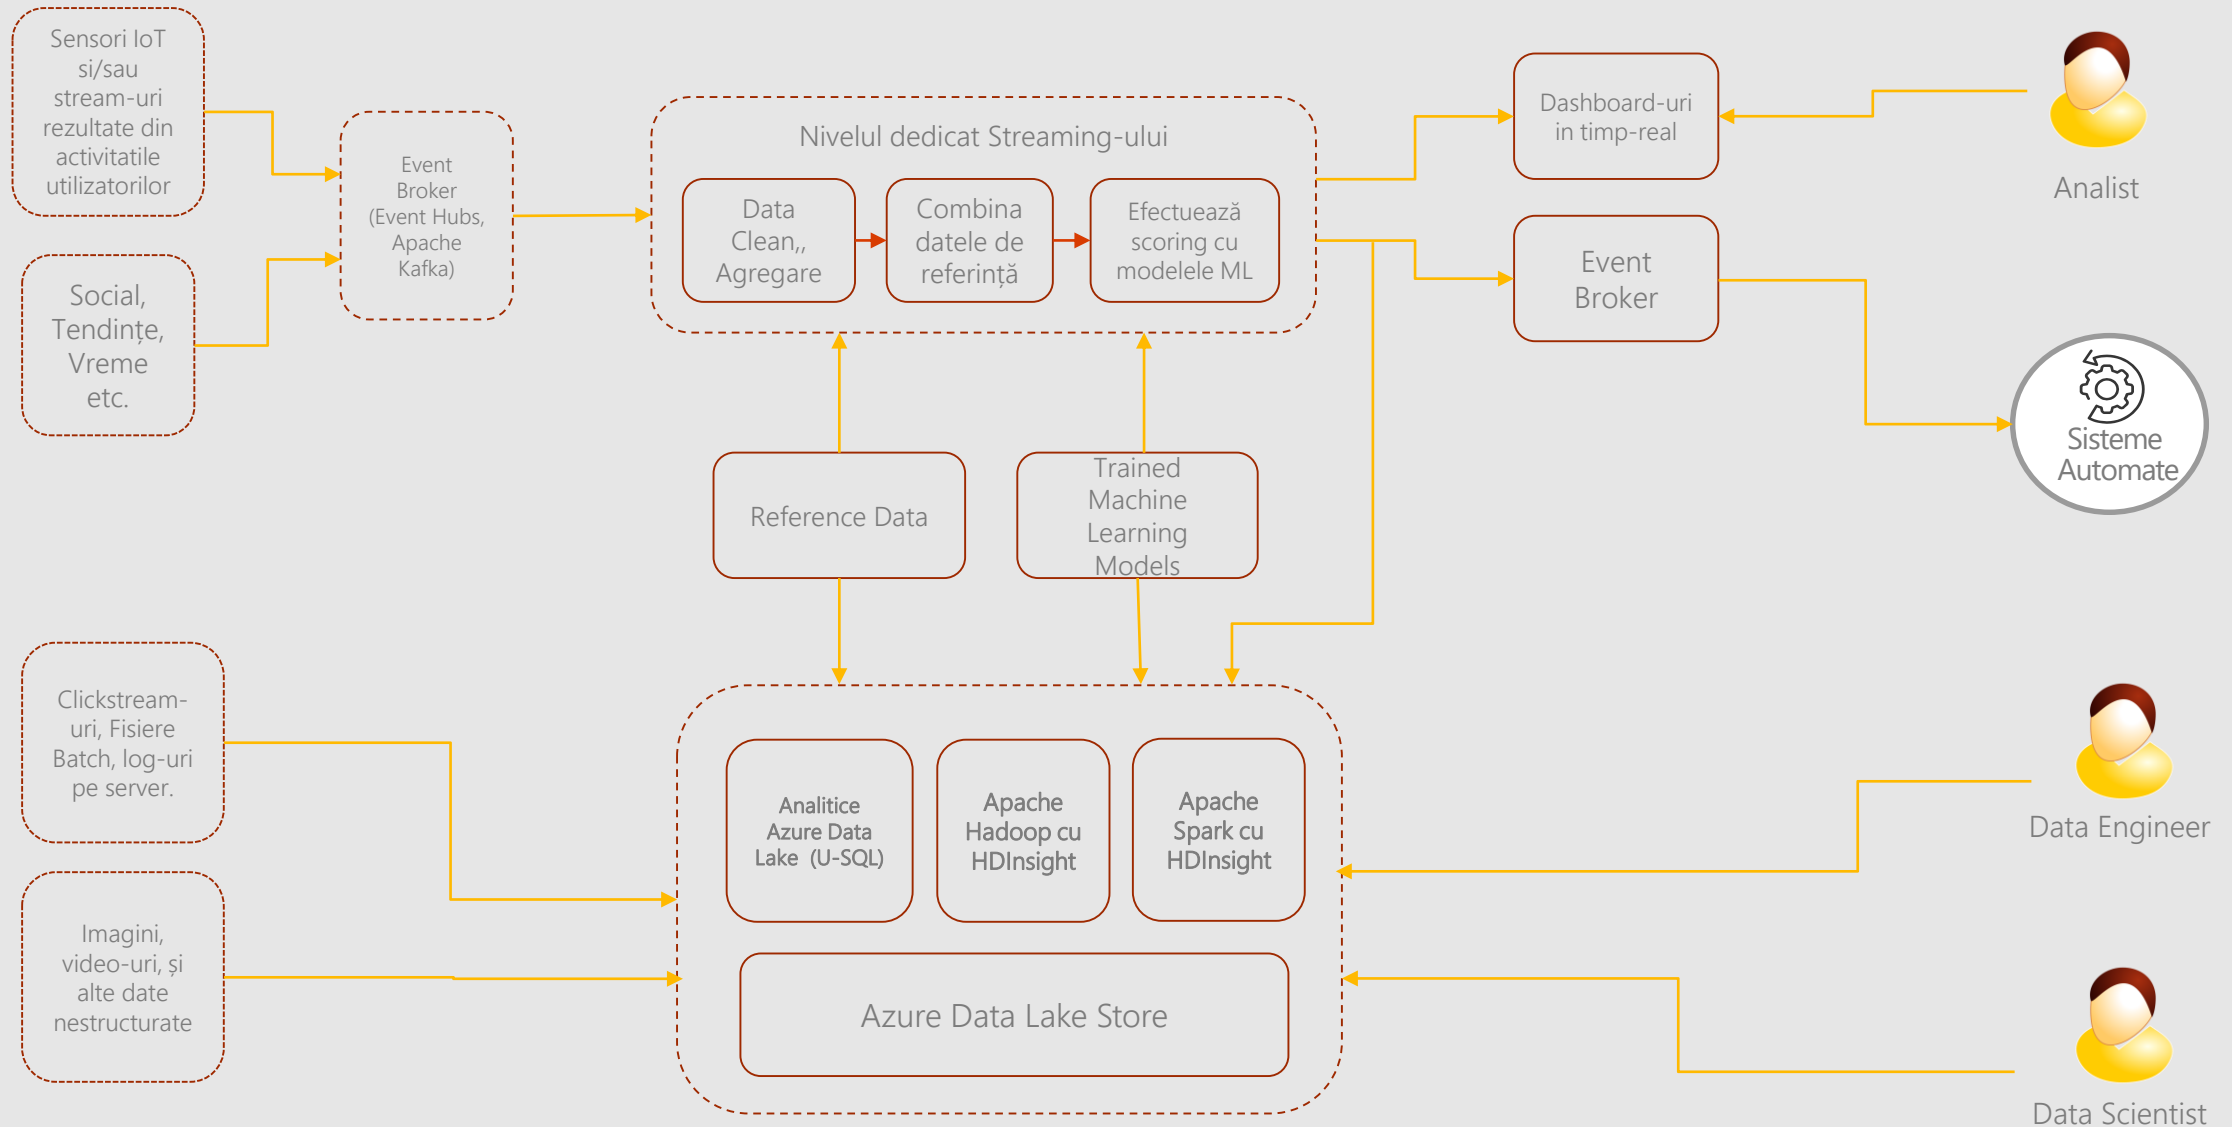 Sensori IoT
si/sau
stream-uri
rezultate din
activitatile
utilizatorilor
Social,
Tendințe,
Vreme
etc.
Event
Broker
(Event Hubs,
Apache
Kafka)
Nivelul dedicat Streaming-ului
Data
Clean,,
Agregare
Combina
datele de
referință
Efectuează
scoring cu
modelele ML
Dashboard-uri
in timp-real
Analist
Event
Broker
Sisteme
Automate
Reference Data
Trained
Machine
Learning
Models
Clickstream-
uri, Fisiere
Batch, log-uri
pe server.
Imagini,
video-uri, și
alte date
nestructurate
Analitice
Azure Data
Lake (U-SQL)
Apache
Hadoop cu
HDInsight
Apache
Spark cu
HDInsight
Azure Data Lake Store
Data Engineer
Data Scientist